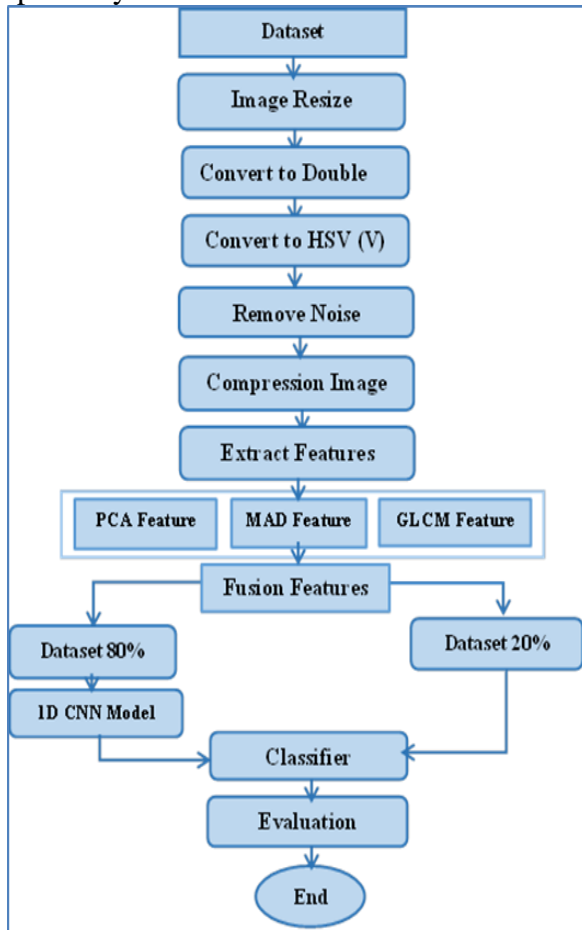 Dataset
Image Resize
Convert to Double
Convert to HSV (V)
Remove Noise
Compression Image
Extract Features
PCA Feature
MAD Feature
GLCM Feature
Fusion Features
Dataset 80%
Dataset 20%
1D CNN Model
Classifier
Evaluation
End